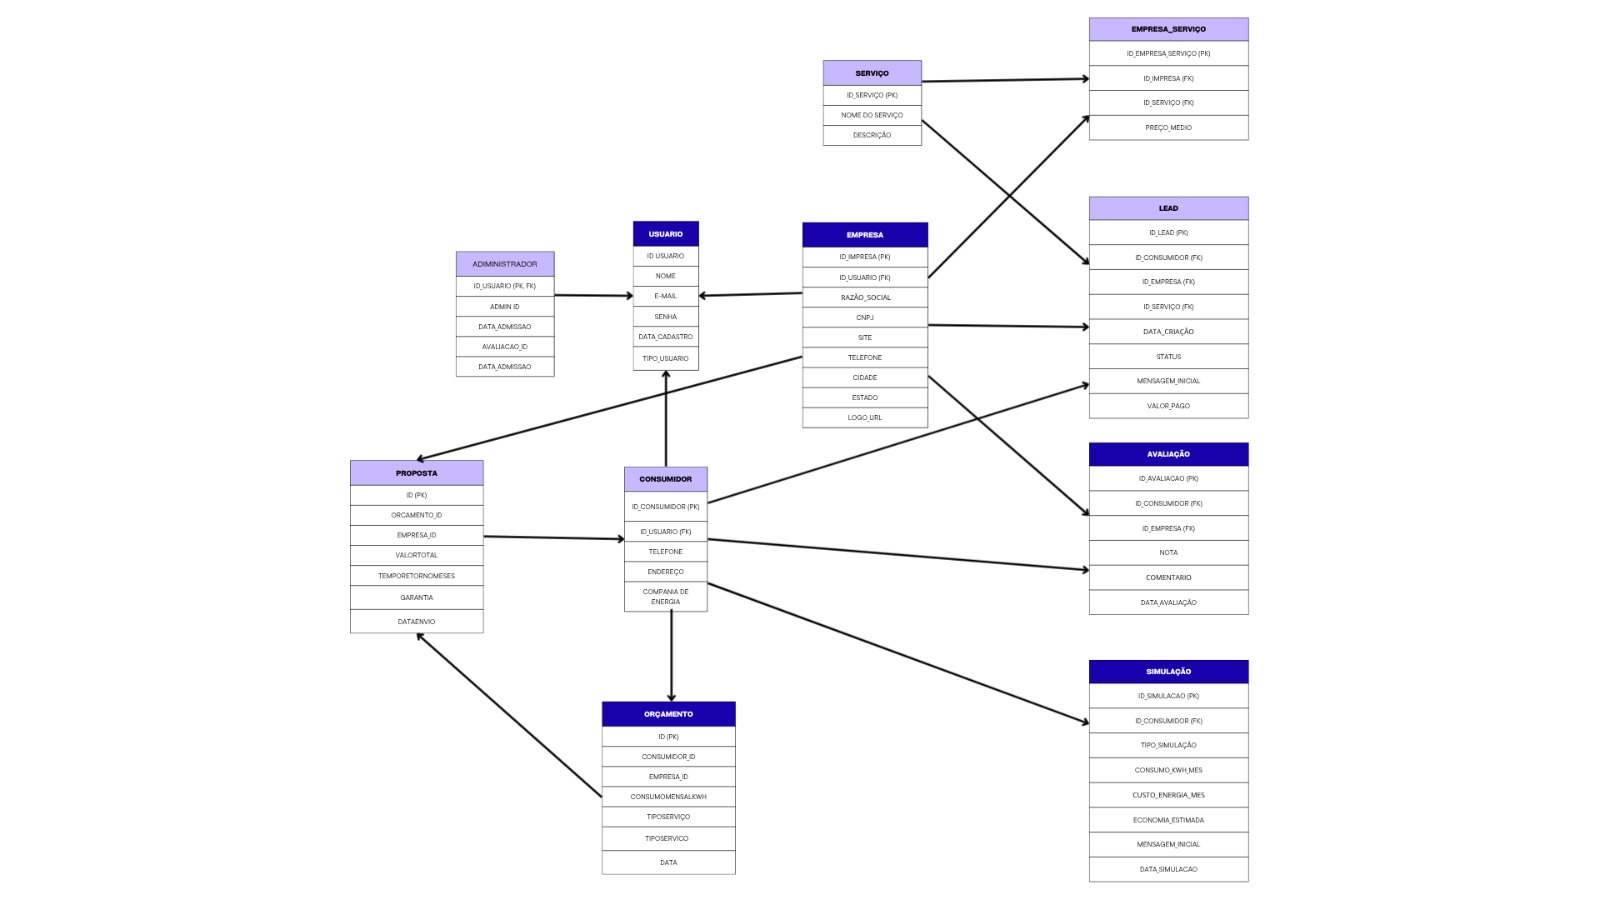 EMPRESA_SERVIÇO
ID_EMPRESA_SERVIÇO (PK)
ID_IMPRESA (FK)
ID_SERVIÇO (FK)
PREÇO_MEDIO
SERVIÇO
ID_SERVIÇO (PK)
NOME DO SERVIÇO
DESCRIÇÃO
LEAD
ID_LEAD (PK)
ID_CONSUMIDOR (FK)
ID_EMPRESA (FK)
ID_SERVIÇO (FK)
DATA_CRIAÇÃO
STATUS
MENSAGEM_INICIAL
VALOR_PAGO
USUARIO
ID USUARIO
NOME
E-MAIL
SENHA
DATA_CADASTRO
TIPO_USUARIO
EMPRESA
ID_IMPRESA (PK)
ID_USUARIO (FK)
RAZÃO_SOCIAL
CNPJ
SITE
TELEFONE
CIDADE
ESTADO
LOGO_URL
ADIMINISTRADOR
ID_USUARIO (PK, FK)
ADMIN ID
DATA_ADMISSAO
AVALIACAO_ID
DATA_ADMISSAO
AVALIAÇÃO
ID_AVALIACAO (PK)
ID_CONSUMIDOR (FK)
ID_EMPRESA (FK)
NOTA
COMENTARIO
DATA_AVALIAÇÃO
PROPOSTA
ID (PK)
ORCAMENTO_ID
EMPRESA_ID
VALORTOTAL
TEMPORETORNOMESES
GARANTIA
DATAENVIO
CONSUMIDOR
ID_CONSUMIDOR (PK)
ID_USUARIO (FK)
TELEFONE
ENDEREÇO
COMPANIA DE
ENERGIA
SIMULAÇÃO
ID_SIMULACAO (PK)
ID_CONSUMIDOR (FK)
TIPO_SIMULAÇÃO
CONSUMO_KWH_MES
CUSTO_ENERGIA_MES
ECONOMIA_ESTIMADA
MENSAGEM_INICIAL
DATA_SIMULACAO
ORÇAMENTO
ID (PK)
CONSUMIDOR_ID
EMPRESA_ID
CONSUMOMENSALKWH
TIPOSERVIÇO
TIPOSERVICO
DATA